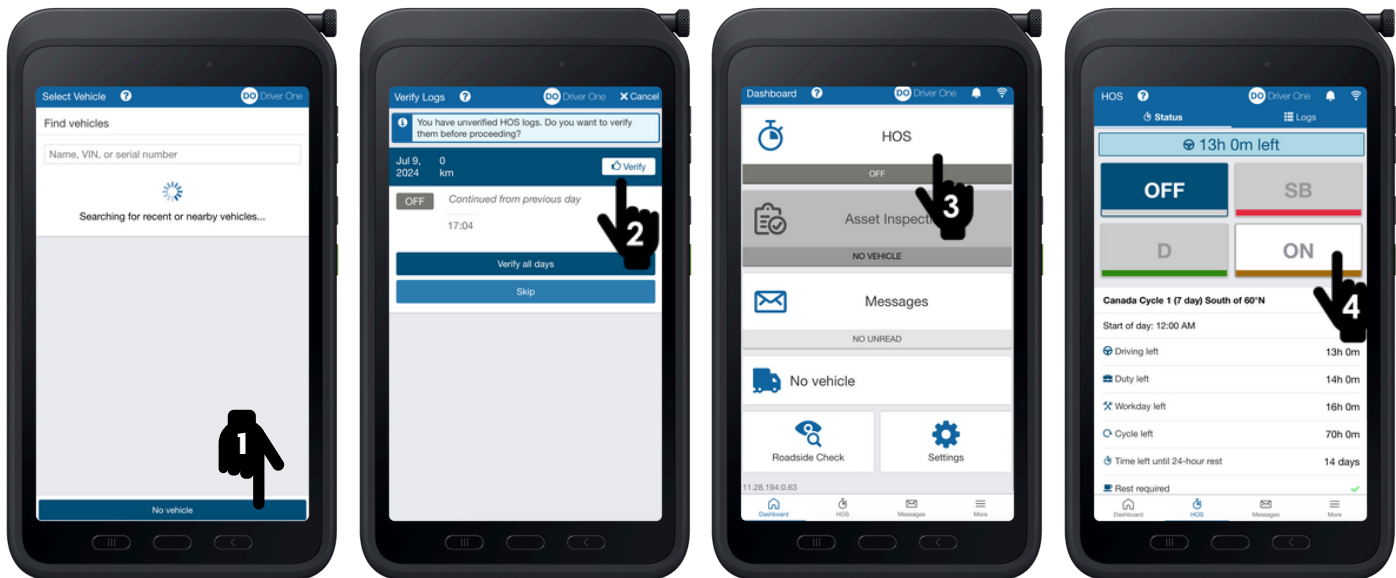 Select Vehicle ? DO Driver One
Find vehicles
Name, VIN, or serial number
Searching for recent or nearby vehicles...
1
No vehicle
Verify Logs ? DO Driver One X Cancel
You have unverified HOS logs. Do you want to verify
them before proceeding?
Jul 9, 0
2024 km
Verify
OFF Continued from previous day
17:04
2
Verify all days
Skip
Dashboard ? DO Driver One
HOS
OFF
3
Asset Inspecti
NO VEHICLE
Messages
NO UNREAD
No vehicle
Roadside Check Settings
11.28.194:0.63
Dashboard HOS Messages More
HOS ? DO Driver One
Status Logs
13h 0m left
OFF SB
D ON
4
Canada Cycle 1 (7 day) South of 60°N
Start of day: 12:00 AM
Driving left 13h 0m
Duty left 14h 0m
Workday left 16h 0m
Cycle left 70h 0m
Time left until 24-hour rest 14 days
Rest required
Dashboard HOS Messages More